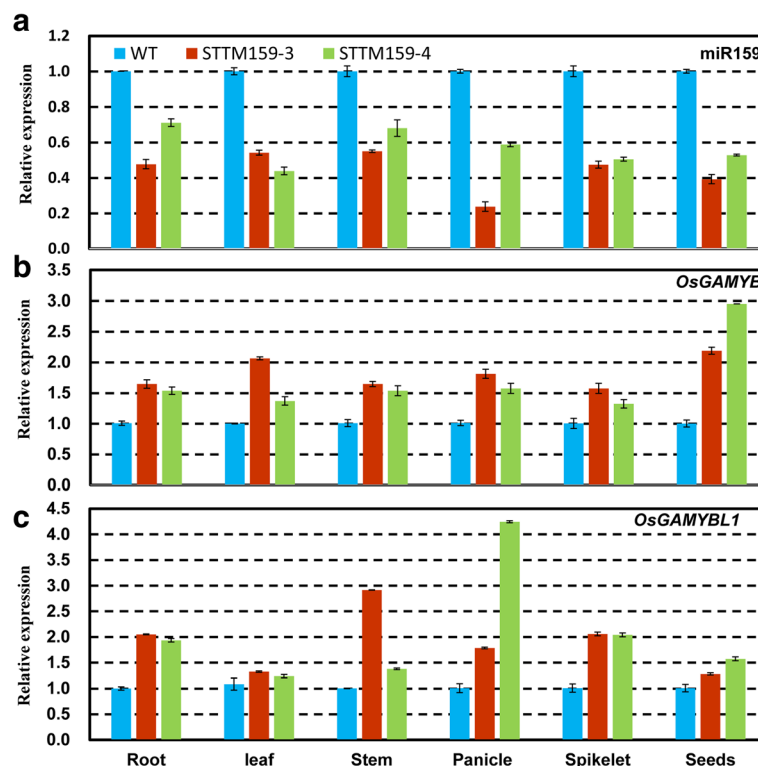 a
WT STTM159-3 STTM159-4 miR159
Relative expression
1.2
1.0
0.8
0.6
0.4
0.2
0.0
b
OsGAMYB
Relative expression
3.5
3.0
2.5
2.0
1.5
1.0
0.5
0.0
c
OsGAMYBL1
Relative expression
4.5
4.0
3.5
3.0
2.5
2.0
1.5
1.0
0.5
0.0
Root leaf Stem Panicle Spikelet Seeds